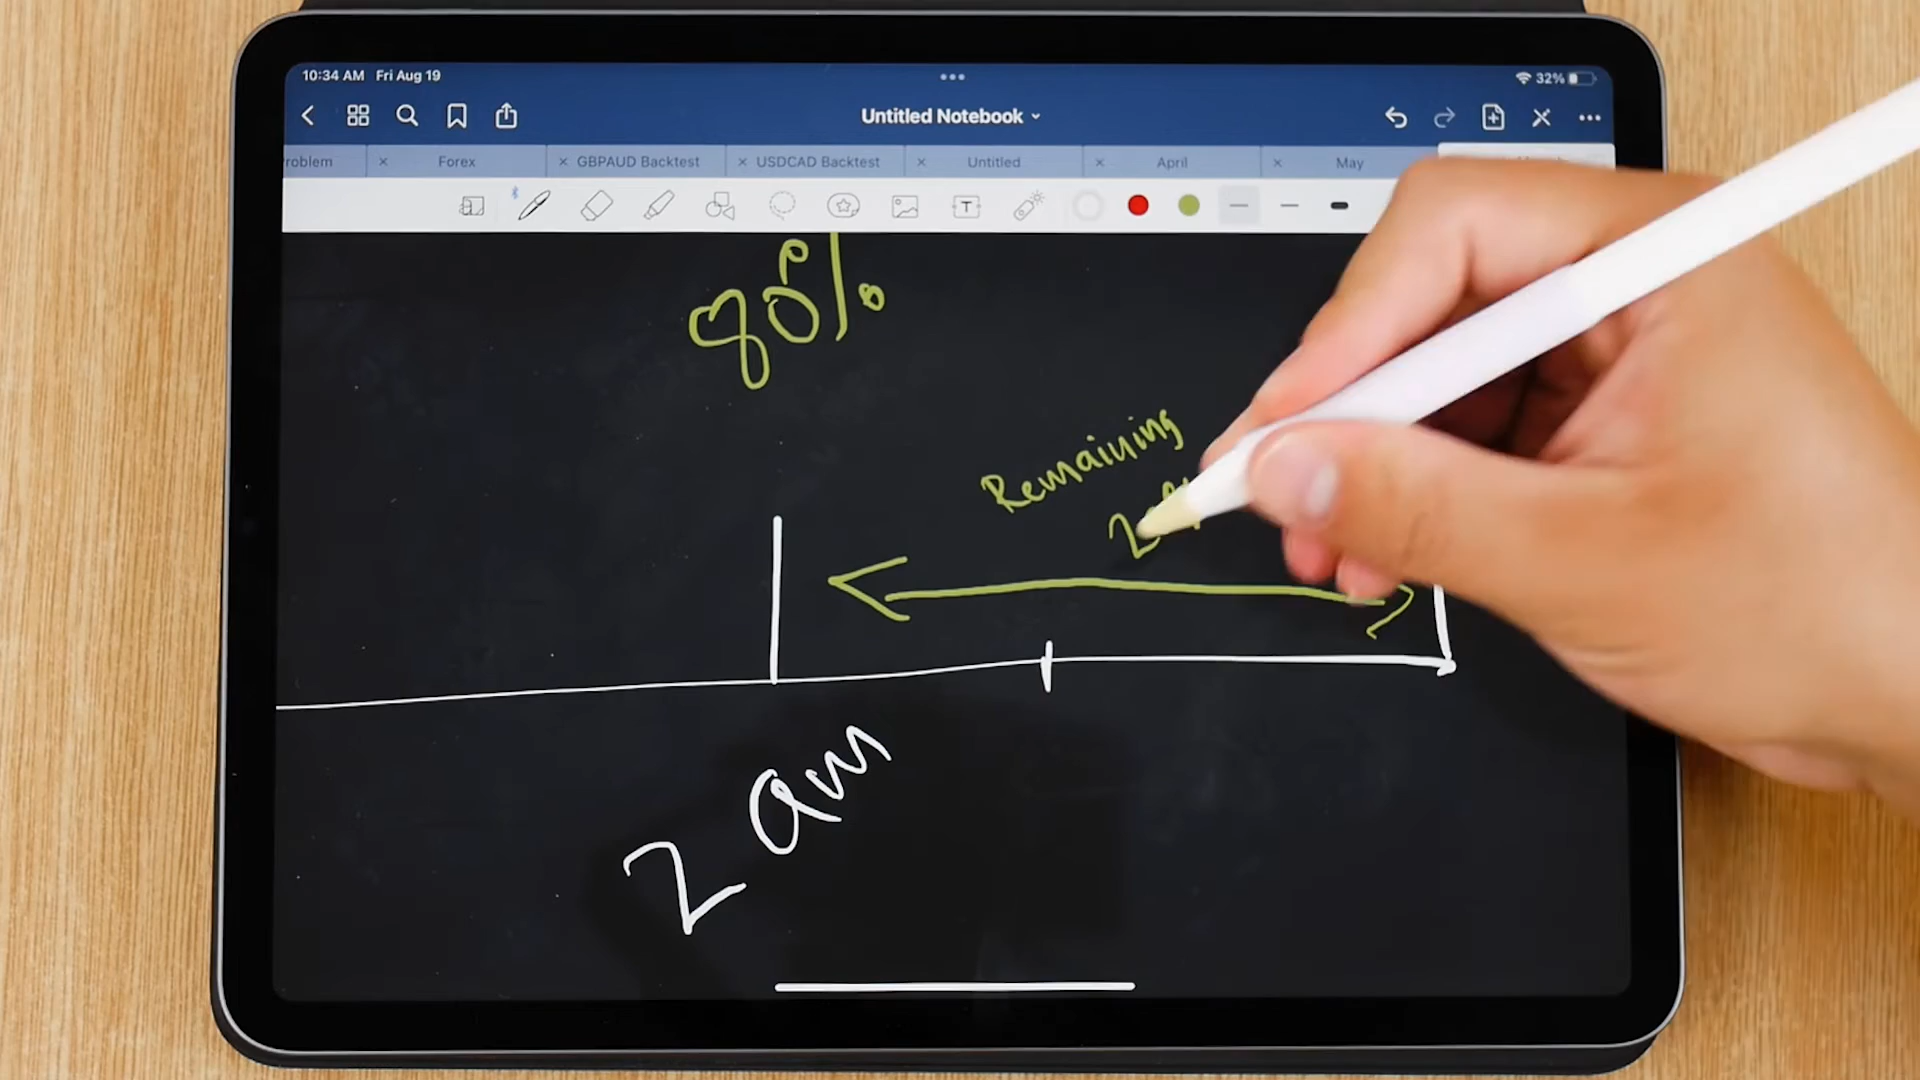 10:34 AM Fri Aug 19
32%
Untitled Notebook
roblem
Forex
GBPAUD Backtest
USDCAD Backtest
Untitled
April
May
T
80%
Remaining
2 am